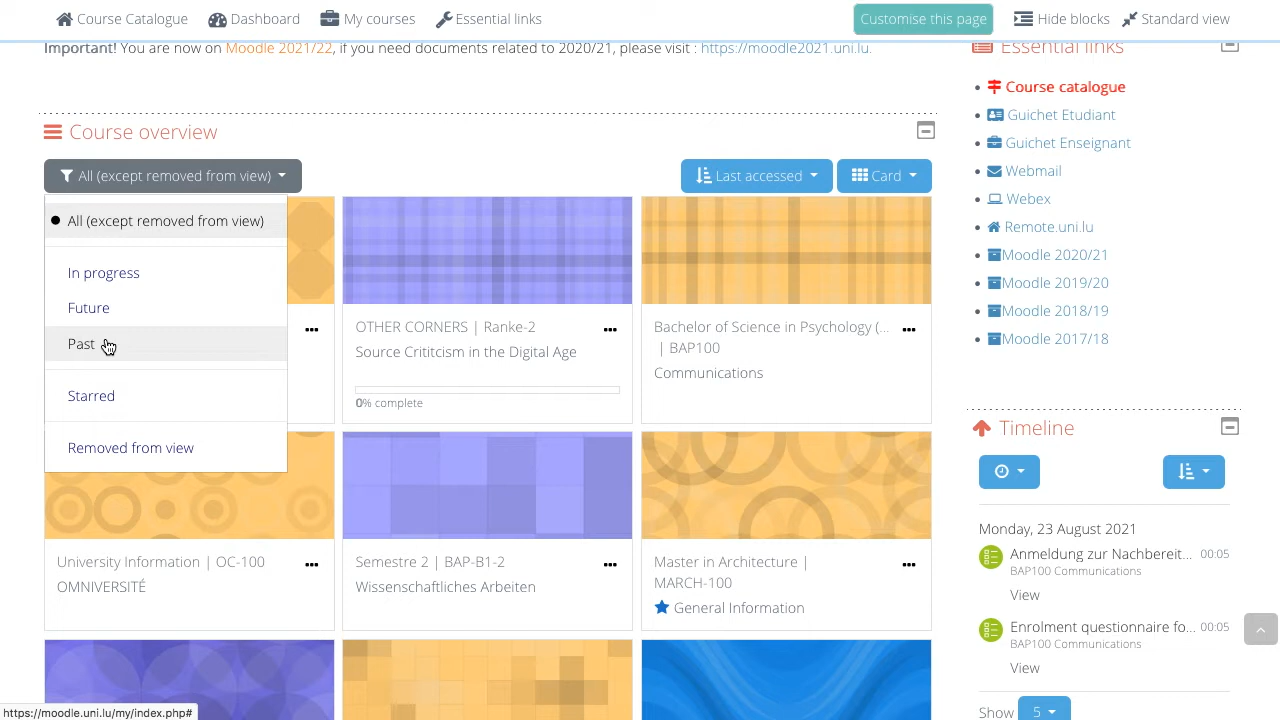 Course Catalogue
Dashboard
My courses
Essential links
Customise this page
Hide blocks
Standard view
Important! You are now on Moodle 2021/22, if you need documents related to 2020/21, please visit : https://moodle2021.uni.lu.
Course overview
All (except removed from view)
Last accessed
Card
All (except removed from view)
In progress
Future
Past
Starred
Removed from view
OTHER CORNERS | Ranke-2
Source Crititcism in the Digital Age
0% complete
Bachelor of Science in Psychology (...
| BAP100
Communications
University Information | OC-100
OMNIVERSITÉ
Semestre 2 | BAP-B1-2
Wissenschaftliches Arbeiten
Master in Architecture |
MARCH-100
General Information
Essential links
Course catalogue
Guichet Etudiant
Guichet Enseignant
Webmail
Webex
Remote.uni.lu
Moodle 2020/21
Moodle 2019/20
Moodle 2018/19
Moodle 2017/18
Timeline
Monday, 23 August 2021
Anmeldung zur Nachbereit... 00:05
BAP100 Communications
View
Enrolment questionnaire fo... 00:05
BAP100 Communications
View
Show 5
https://moodle.uni.lu/my/index.php#